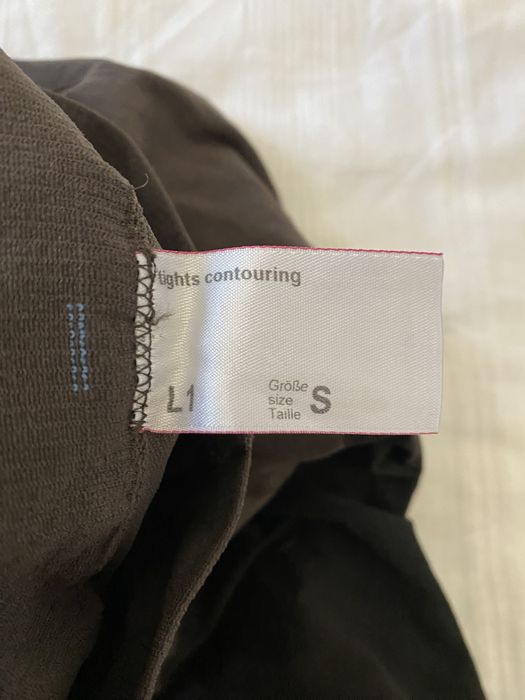 tights contouring
L1
Größe
size
Taille
S